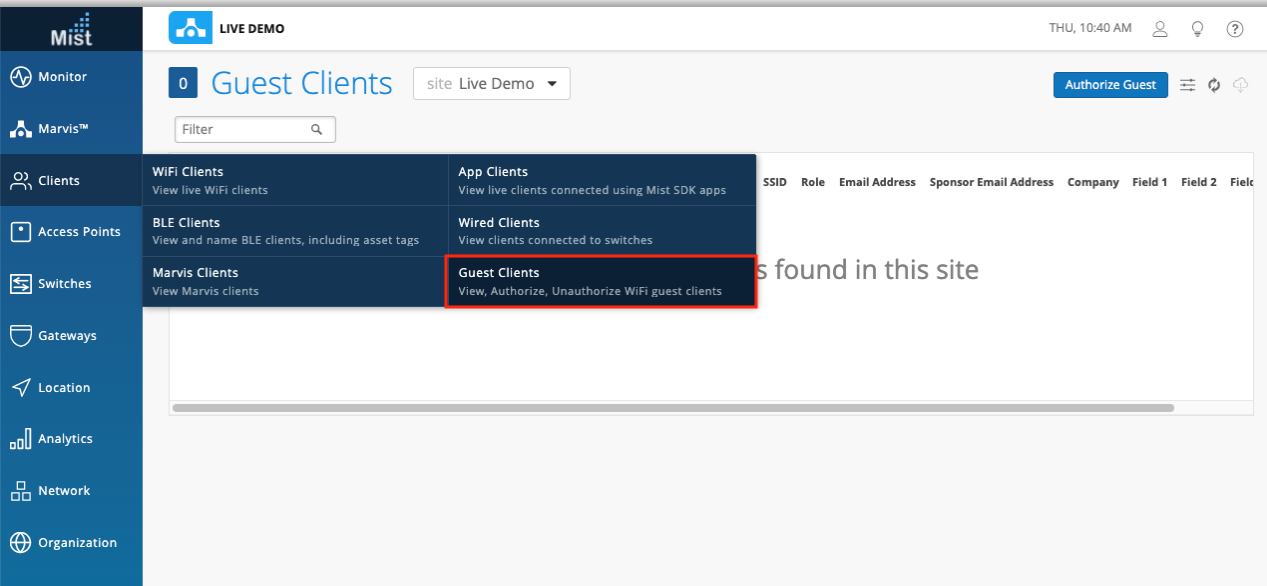 Mist
LIVE DEMO
THU, 10:40 AM
Monitor
Marvis™
Clients
Access Points
Switches
Gateways
Location
Analytics
Network
Organization
0 Guest Clients
site Live Demo
Authorize Guest
Filter
WiFi Clients
View live WiFi clients
App Clients
View live clients connected using Mist SDK apps
BLE Clients
View and name BLE clients, including asset tags
Wired Clients
View clients connected to switches
Marvis Clients
View Marvis clients
Guest Clients
View, Authorize, Unauthorize WiFi guest clients
SSID Role Email Address Sponsor Email Address Company Field 1 Field 2 Field
s found in this site